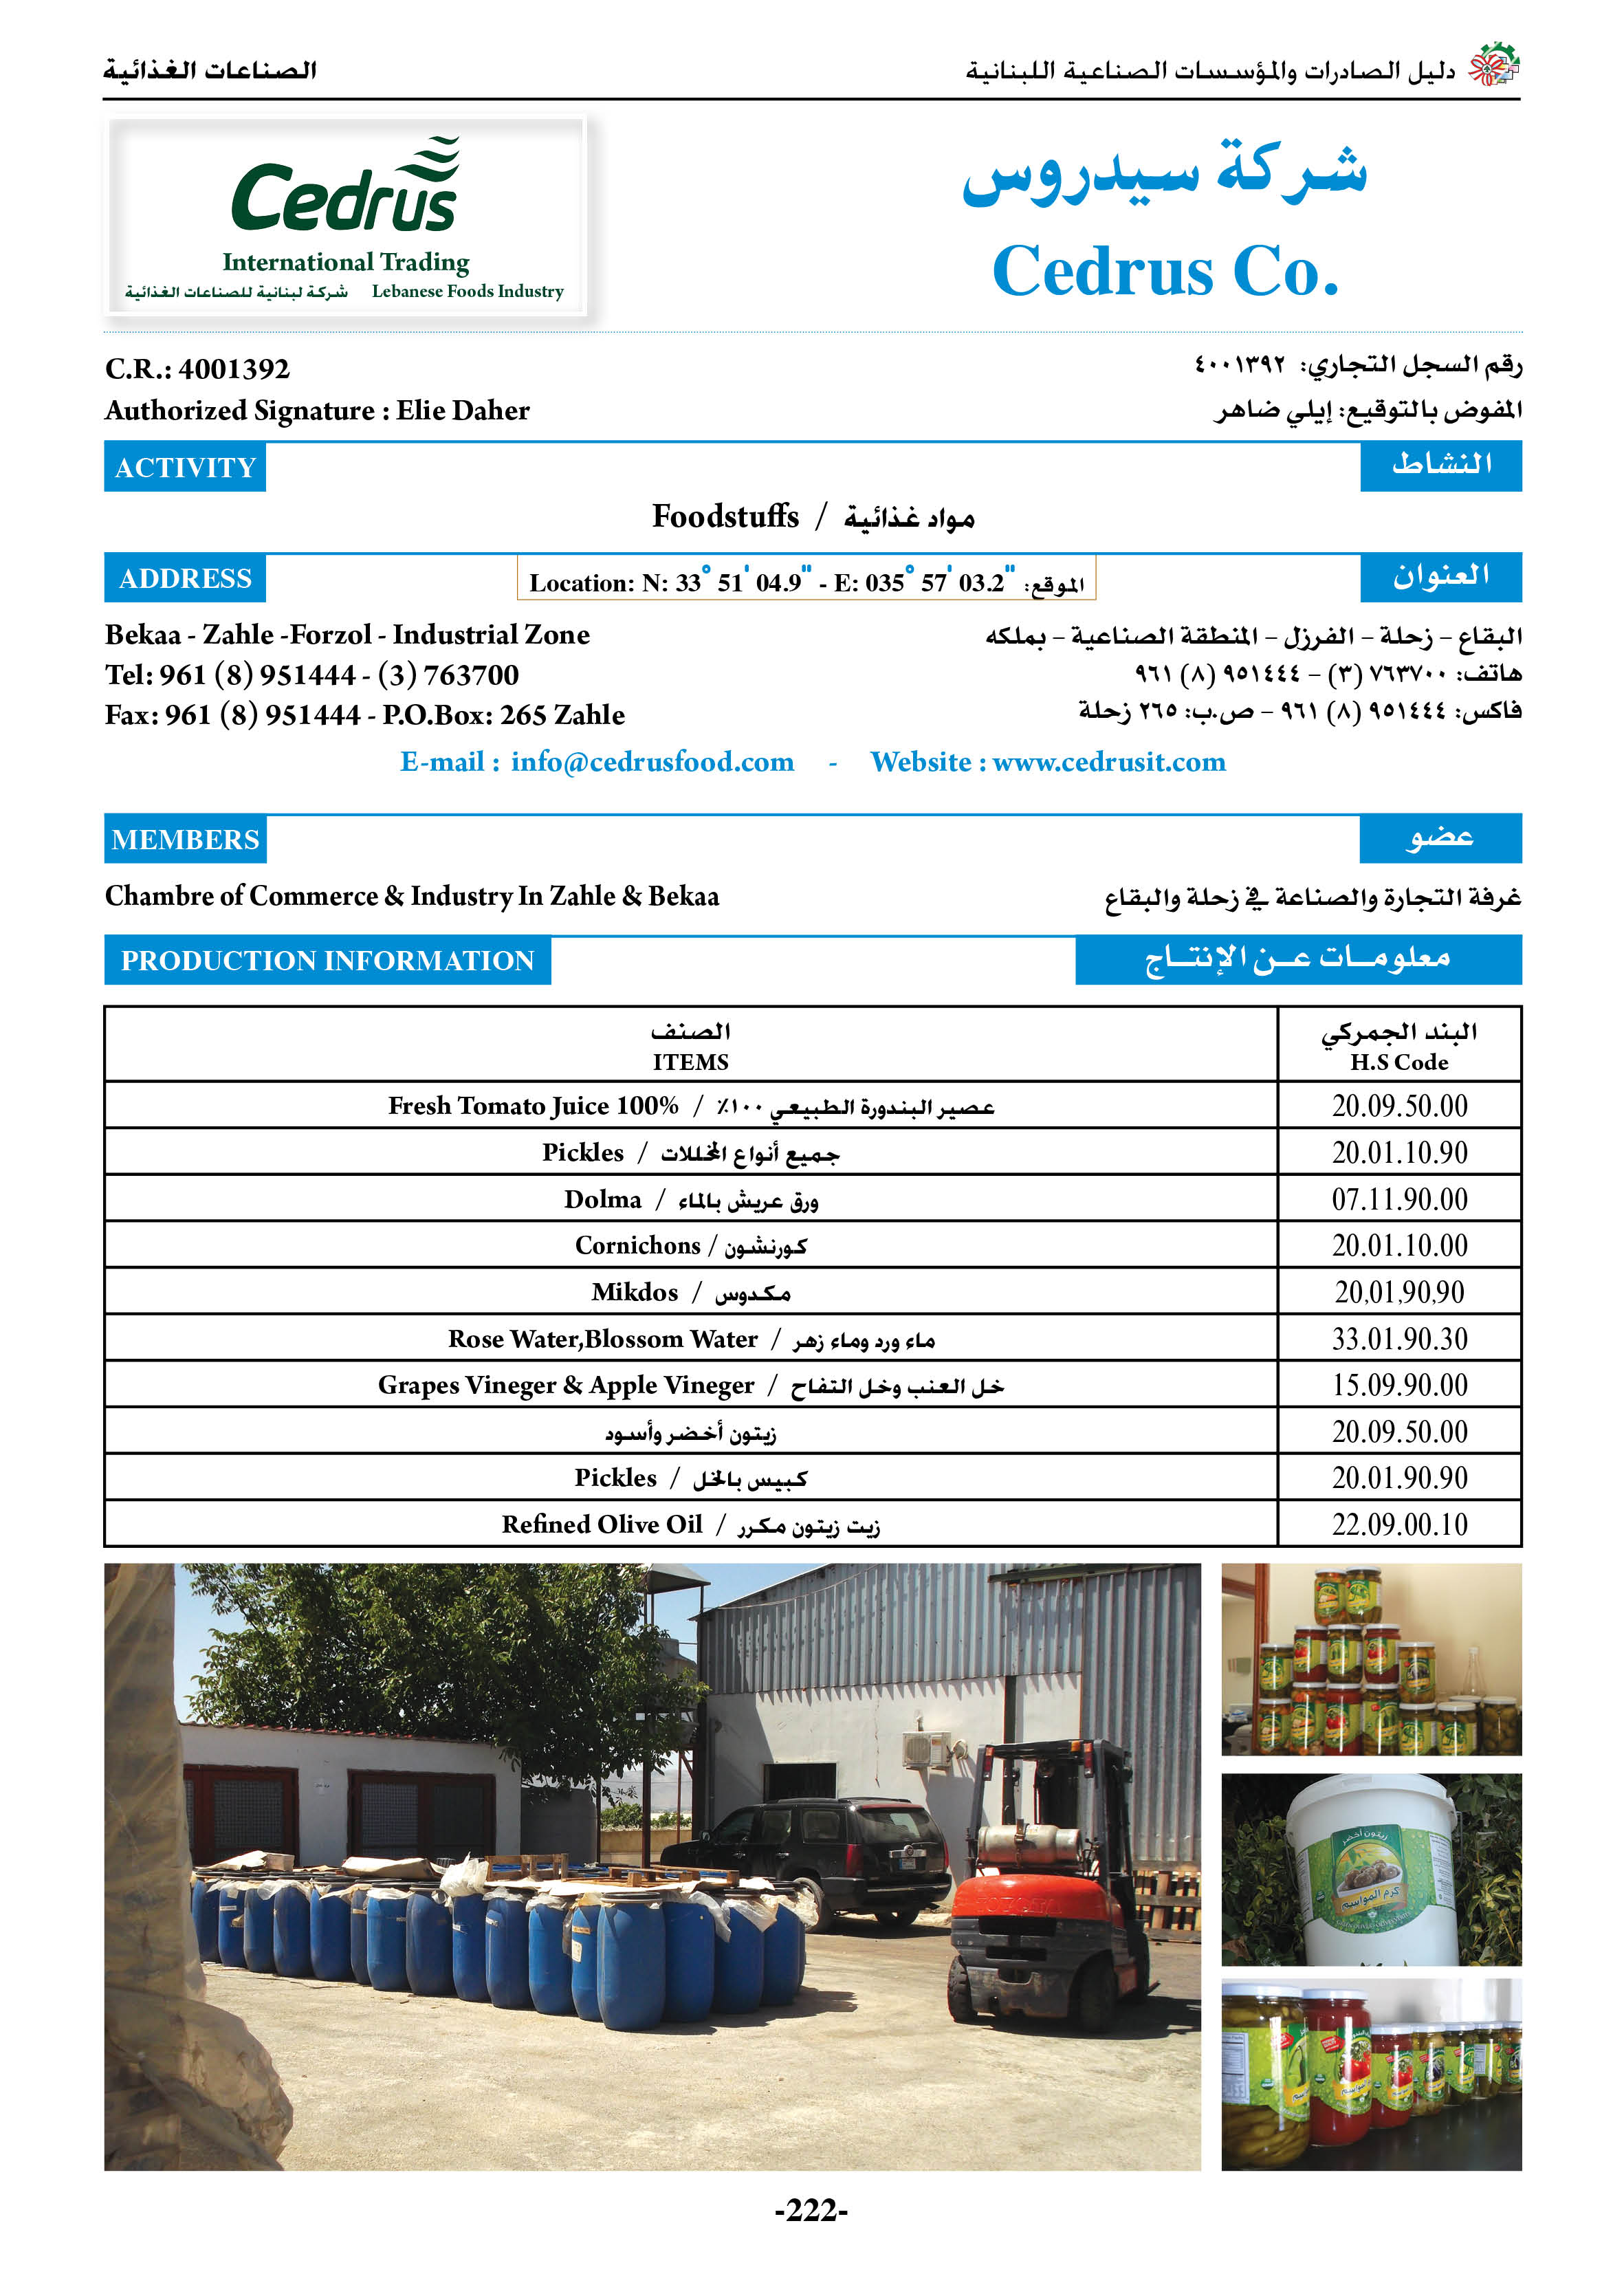 الصناعات الغذائية
دليل الصادرات والمؤسسات الصناعية اللبنانية
Cedrus
International Trading
شركة لبنانية للصناعات الغذائية Lebanese Foods Industry
شركة سيدروس
Cedrus Co.
C.R.: 4001392
رقم السجل التجاري: ٤٠٠١٣٩٢
Authorized Signature : Elie Daher
المفوض بالتوقيع: إيلي ضاهر
ACTIVITY
النشاط
Foodstuffs / مواد غذائية
ADDRESS
Location: N: 33° 51' 04.9" - E: 035° 57' 03.2" الموقع:
العنوان
Bekaa - Zahle -Forzol - Industrial Zone
البقاع – زحلة – الفرزل – المنطقة الصناعية – بملكه
Tel: 961 (8) 951444 - (3) 763700
هاتف: ٧٦٣٧٠٠ (٣) – ٩٥١٤٤٤ (٨) ٩٦١
Fax: 961 (8) 951444 - P.O.Box: 265 Zahle
فاكس: ٩٥١٤٤٤ (٨) ٩٦١ – ص.ب: ٢٦٥ زحلة
E-mail : info@cedrusfood.com - Website : www.cedrusit.com
MEMBERS
عضو
Chambre of Commerce & Industry In Zahle & Bekaa
غرفة التجارة والصناعة في زحلة والبقاع
PRODUCTION INFORMATION
معلومـات عـن الإنتـاج
الصنف
البند الجمركي
ITEMS
H.S Code
Fresh Tomato Juice 100% / عصير البندورة الطبيعي ١٠٠٪
20.09.50.00
Pickles / جميع أنواع المخللات
20.01.10.90
Dolma / ورق عريش بالماء
07.11.90.00
Cornichons / كورنشون
20.01.10.00
Mikdos / مكدوس
20,01,90,90
Rose Water,Blossom Water / ماء ورد وماء زهر
33.01.90.30
Grapes Vineger & Apple Vineger / خل العنب وخل التفاح
15.09.90.00
زيتون أخضر وأسود
20.09.50.00
Pickles / كبيس بالخل
20.01.90.90
Refined Olive Oil / زيت زيتون مكرر
22.09.00.10
زيتون أخضر
كرم المواسم
-222-